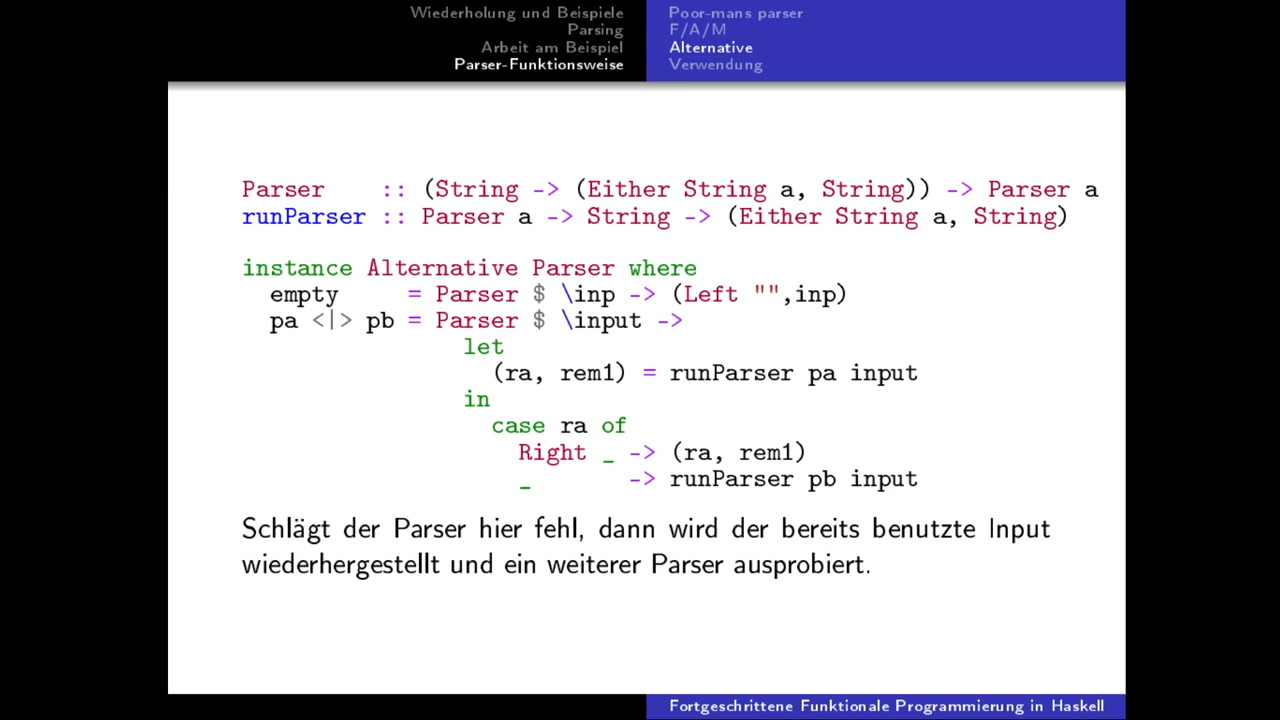 Wiederholung und Beispiele
Parsing
Arbeit am Beispiel
Parser-Funktionsweise
Poor-mans parser
F/A/M
Alternative
Verwendung
Parser    :: (String -> (Either String a, String)) -> Parser a
runParser :: Parser a -> String -> (Either String a, String)
instance Alternative Parser where
  empty     = Parser $ \inp -> (Left "",inp)
  pa <|> pb = Parser $ \input ->
                let
                  (ra, rem1) = runParser pa input
                in
                  case ra of
                    Right _ -> (ra, rem1)
                    _       -> runParser pb input
Schlägt der Parser hier fehl, dann wird der bereits benutzte Input
wiederhergestellt und ein weiterer Parser ausprobiert.
Fortgeschrittene Funktionale Programmierung in Haskell